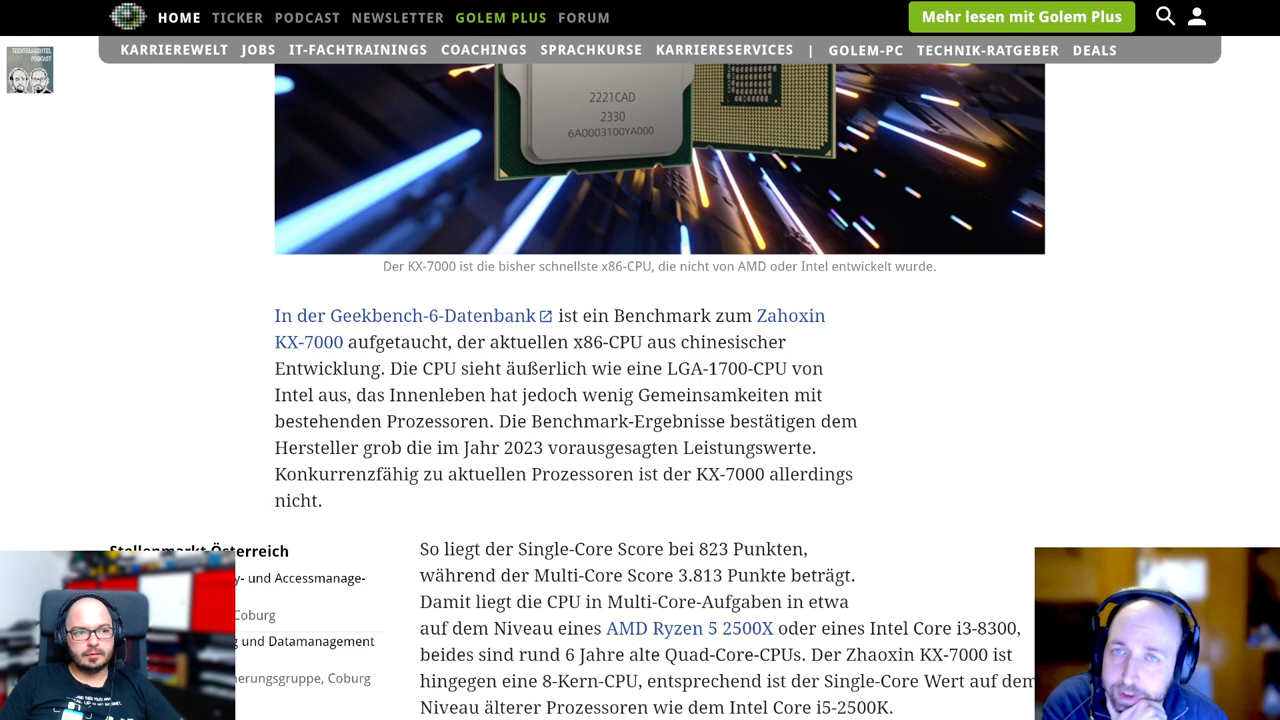 HOME TICKER PODCAST NEWSLETTER GOLEM PLUS FORUM
Mehr lesen mit Golem Plus
KARRIEREWELT JOBS IT-FACHTRAININGS COACHINGS SPRACHKURSE KARRIERESERVICES | GOLEM-PC TECHNIK-RATGEBER DEALS
TECHTELMECHTEL
PODCAST
2221CAD
2330
6A0003100YA000
Der KX-7000 ist die bisher schnellste x86-CPU, die nicht von AMD oder Intel entwickelt wurde.
In der Geekbench-6-Datenbank ist ein Benchmark zum Zahoxin
KX-7000 aufgetaucht, der aktuellen x86-CPU aus chinesischer
Entwicklung. Die CPU sieht äußerlich wie eine LGA-1700-CPU von
Intel aus, das Innenleben hat jedoch wenig Gemeinsamkeiten mit
bestehenden Prozessoren. Die Benchmark-Ergebnisse bestätigen dem
Hersteller grob die im Jahr 2023 vorausgesagten Leistungswerte.
Konkurrenzfähig zu aktuellen Prozessoren ist der KX-7000 allerdings
nicht.
Stellenmarkt Österreich
y- und Accessmanage-
Coburg
g und Datamanagement
nerungsgruppe, Coburg
So liegt der Single-Core Score bei 823 Punkten,
während der Multi-Core Score 3.813 Punkte beträgt.
Damit liegt die CPU in Multi-Core-Aufgaben in etwa
auf dem Niveau eines AMD Ryzen 5 2500X oder eines Intel Core i3-8300,
beides sind rund 6 Jahre alte Quad-Core-CPUs. Der Zhaoxin KX-7000 ist
hingegen eine 8-Kern-CPU, entsprechend ist der Single-Core Wert auf dem
Niveau älterer Prozessoren wie dem Intel Core i5-2500K.